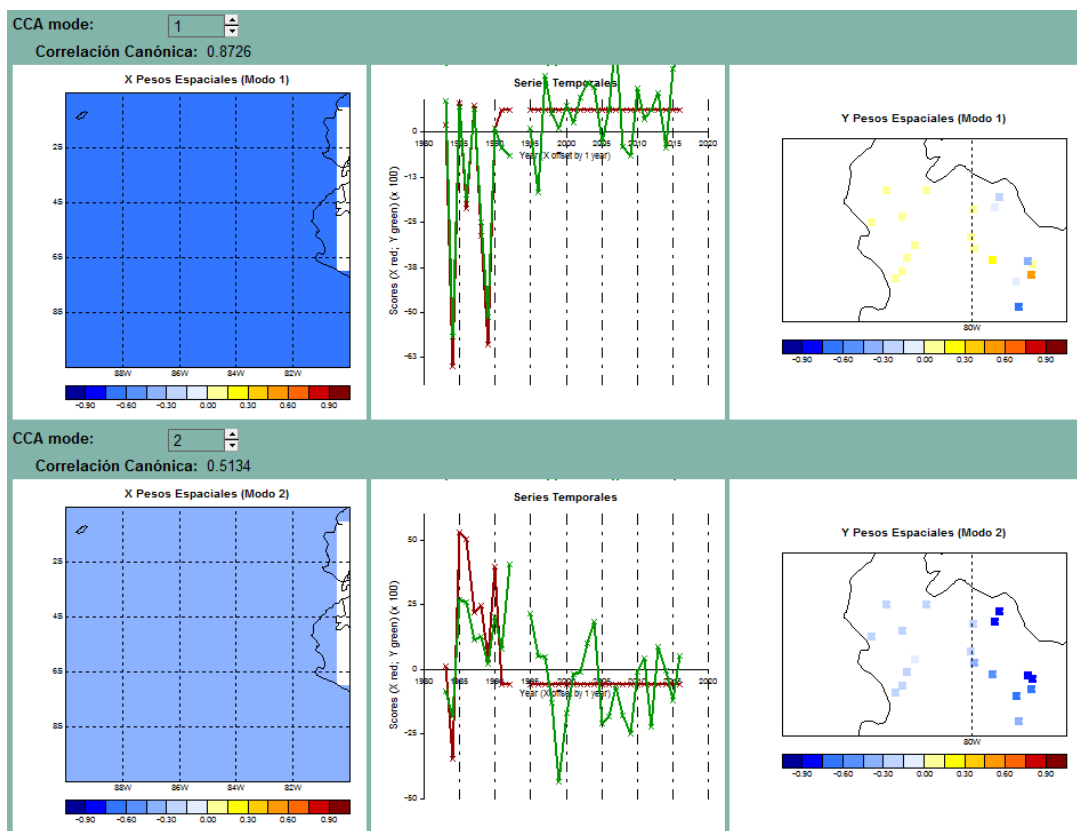 CCA mode: 1
Correlación Canónica: 0.8726
X Pesos Espaciales (Modo 1)
2S
4S
6S
8S
88W 86W 84W 82W
-0.90 -0.60 -0.30 0.00 0.30 0.60 0.90
Series Temporales
0
-13
-25
-38
-50
-63
1980 1985 1990 1995 2000 2005 2010 2015 2020
Year (X offset by 1 year)
Scores (X red; Y green) (x 100)
Y Pesos Espaciales (Modo 1)
80W
-0.90 -0.60 -0.30 0.00 0.30 0.60 0.90
CCA mode: 2
Correlación Canónica: 0.5134
X Pesos Espaciales (Modo 2)
2S
4S
6S
8S
88W 86W 84W 82W
-0.90 -0.60 -0.30 0.00 0.30 0.60 0.90
Series Temporales
50
25
0
-25
-50
1980 1985 1990 1995 2000 2005 2010 2015 2020
Year (X offset by 1 year)
Scores (X red; Y green) (x 100)
Y Pesos Espaciales (Modo 2)
80W
-0.90 -0.60 -0.30 0.00 0.30 0.60 0.90